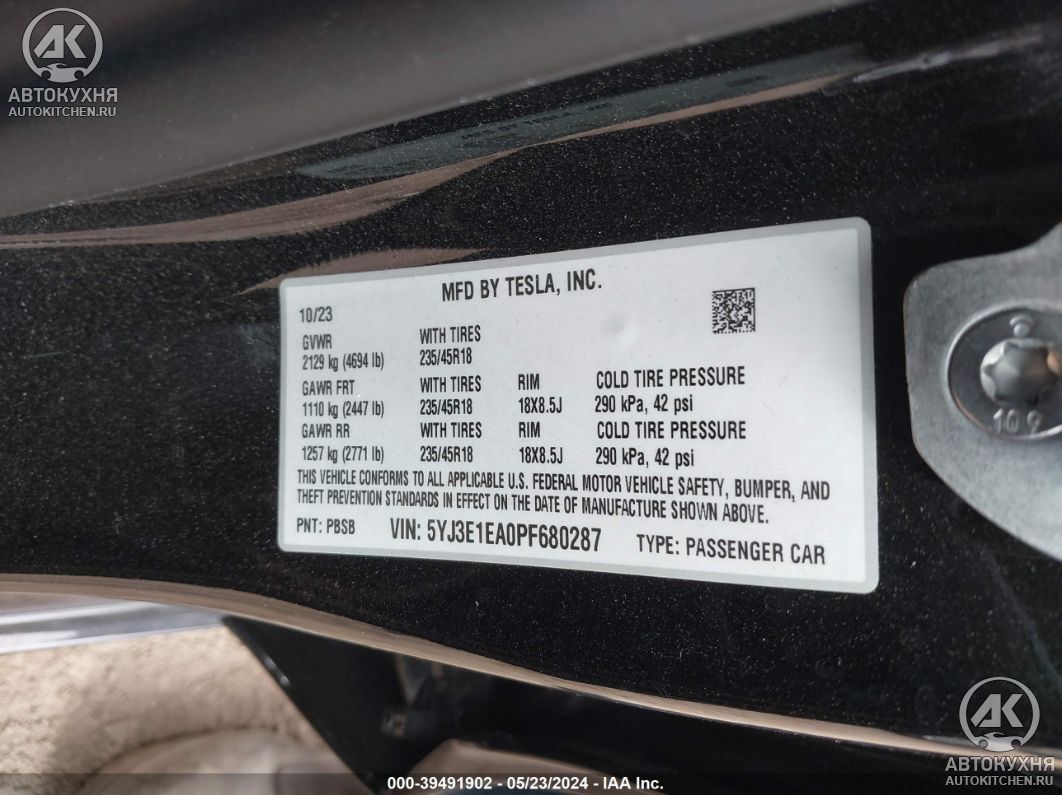 AK
АВТОКУХНЯ
AUTOKITCHEN.RU
MFD BY TESLA, INC.
10/23
GVWR WITH TIRES
2129 kg (4694 lb) 235/45R18
GAWR FRT WITH TIRES RIM COLD TIRE PRESSURE
1110 kg (2447 lb) 235/45R18 18X8.5J 290 kPa, 42 psi
GAWR RR WITH TIRES RIM COLD TIRE PRESSURE
1257 kg (2771 lb) 235/45R18 18X8.5J 290 kPa, 42 psi
THIS VEHICLE CONFORMS TO ALL APPLICABLE U.S. FEDERAL MOTOR VEHICLE SAFETY, BUMPER, AND
THEFT PREVENTION STANDARDS IN EFFECT ON THE DATE OF MANUFACTURE SHOWN ABOVE.
PNT: PBSB VIN: 5YJ3E1EA0PF680287 TYPE: PASSENGER CAR
10 9
AK
АВТОКУХНЯ
AUTOKITCHEN.RU
000-39491902 - 05/23/2024 - IAA Inc.